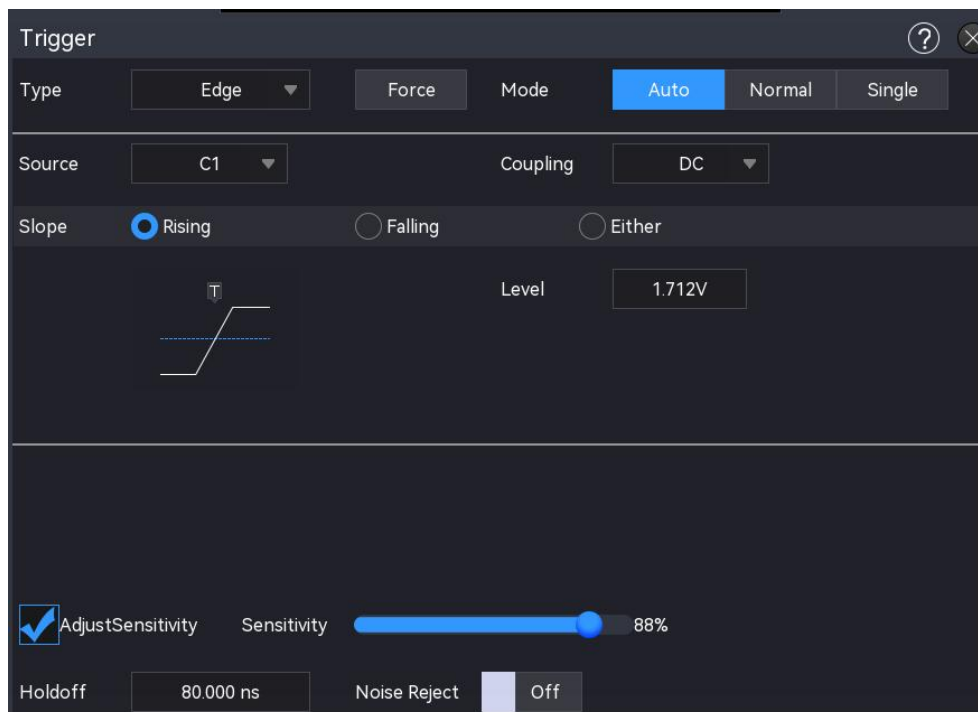 Trigger ?
Type Edge Force Mode Auto Normal Single
Source C1 Coupling DC
Slope Rising Falling Either
T
Level 1.712V
AdjustSensitivity Sensitivity 88%
Holdoff 80.000 ns Noise Reject Off